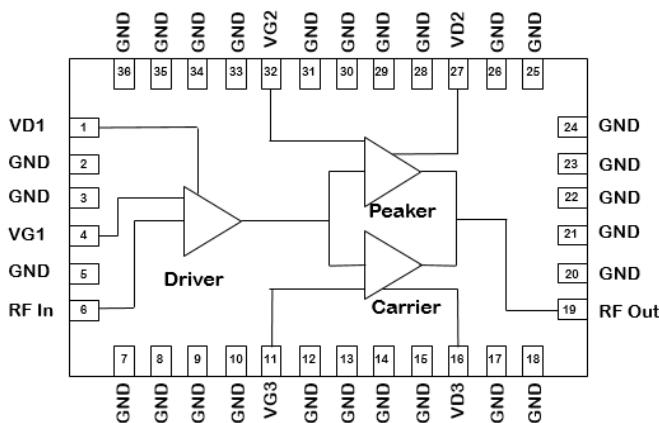 GND GND GND GND VG2 GND GND GND GND VD2 GND GND
36 35 34 33 32 31 30 29 28 27 26 25
VD1 1
GND 2
GND 3
VG1 4
GND 5
RF In 6
24 GND
23 GND
22 GND
21 GND
20 GND
19 RF Out
Peaker
Driver
Carrier
7 8 9 10 11 12 13 14 15 16 17 18
GND GND GND GND VG3 GND GND GND GND VD3 GND GND